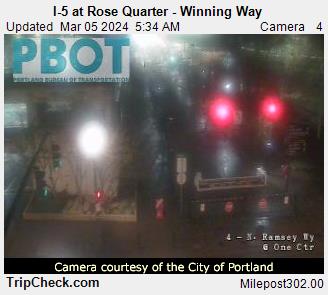 I-5 at Rose Quarter - Winning Way
Updated Mar 05 2024 5:34 AM Camera 4
PBOT
PORTLAND BUREAU OF TRANSPORTATION
4 - N. Ramsey Wy
@ One Ctr
Camera courtesy of the City of Portland
TripCheck.com Milepost302.00